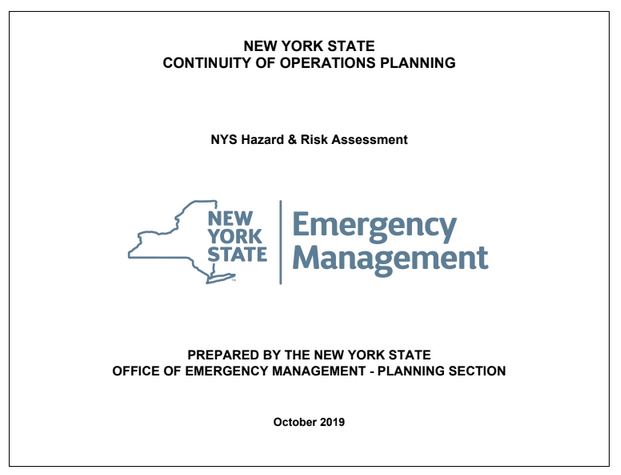 NEW YORK STATE
CONTINUITY OF OPERATIONS PLANNING
NYS Hazard & Risk Assessment
NEW
YORK
STATE
Emergency
Management
PREPARED BY THE NEW YORK STATE
OFFICE OF EMERGENCY MANAGEMENT - PLANNING SECTION
October 2019